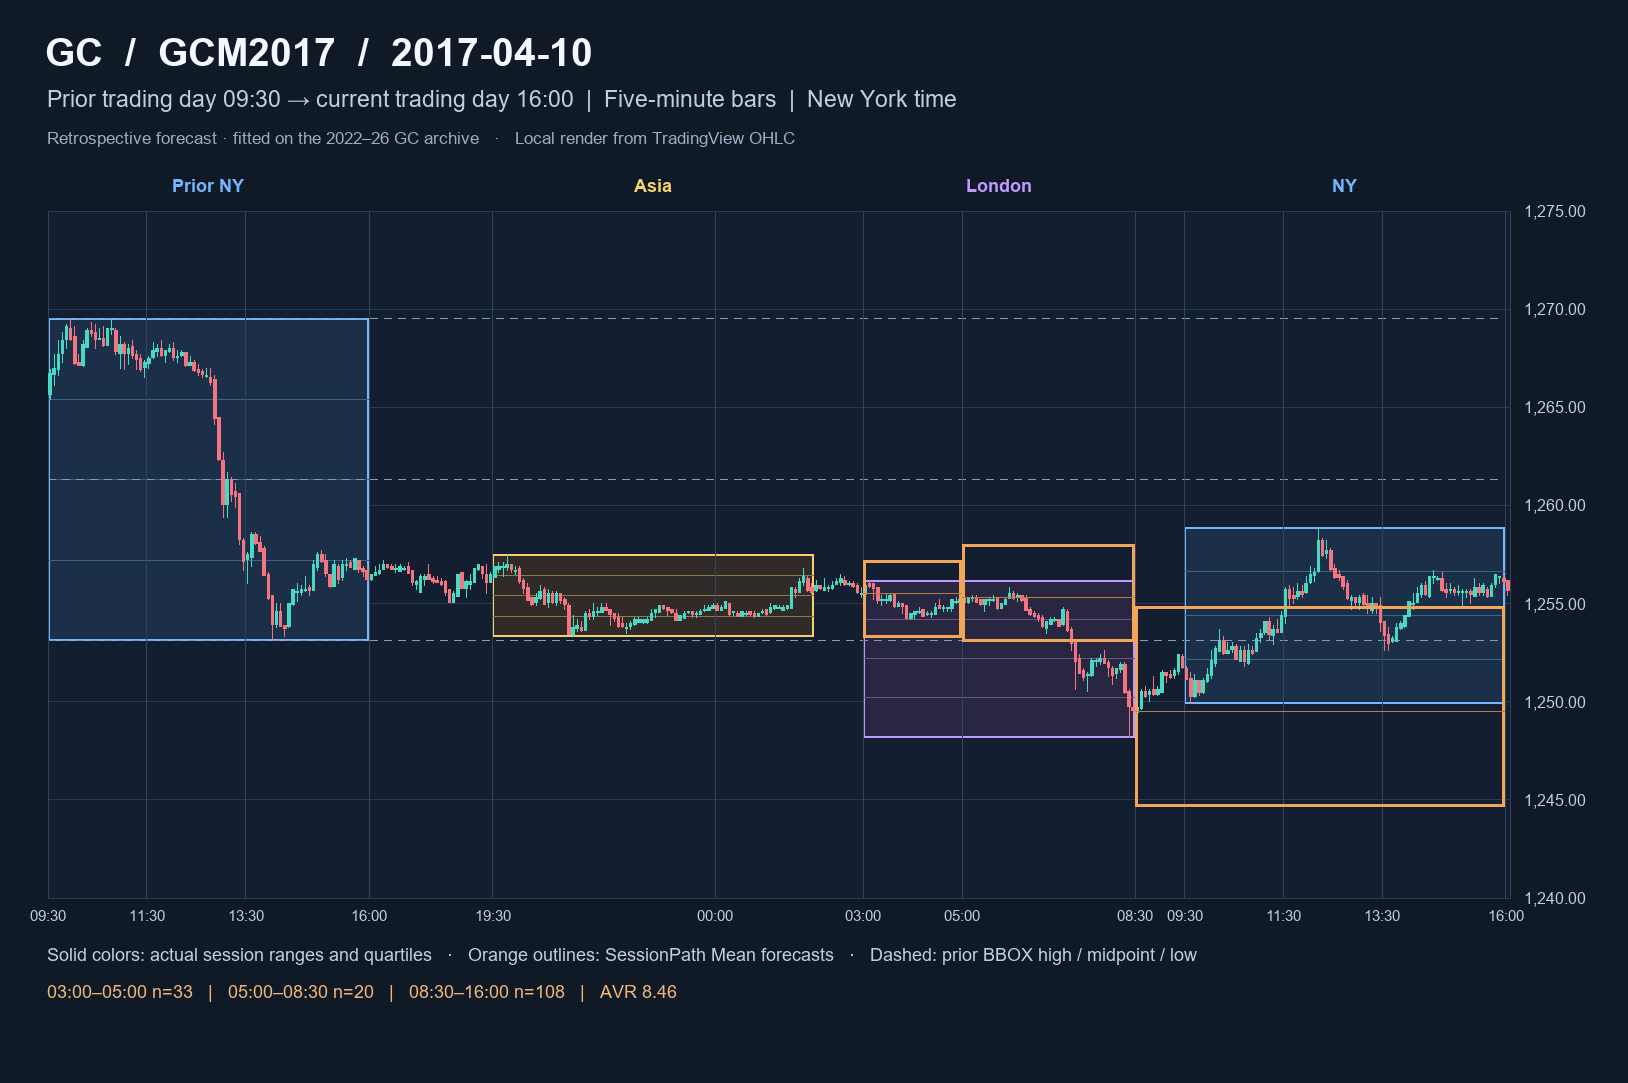 GC / GCM2017 / 2017-04-10
Prior trading day 09:30 → current trading day 16:00 | Five-minute bars | New York time
Retrospective forecast · fitted on the 2022–26 GC archive · Local render from TradingView OHLC
Prior NY Asia London NY
1,275.00
1,270.00
1,265.00
1,260.00
1,255.00
1,250.00
1,245.00
1,240.00
09:30 11:30 13:30 16:00 19:30 00:00 03:00 05:00 08:30 09:30 11:30 13:30 16:00
Solid colors: actual session ranges and quartiles · Orange outlines: SessionPath Mean forecasts · Dashed: prior BBOX high / midpoint / low
03:00–05:00 n=33 | 05:00–08:30 n=20 | 08:30–16:00 n=108 | AVR 8.46